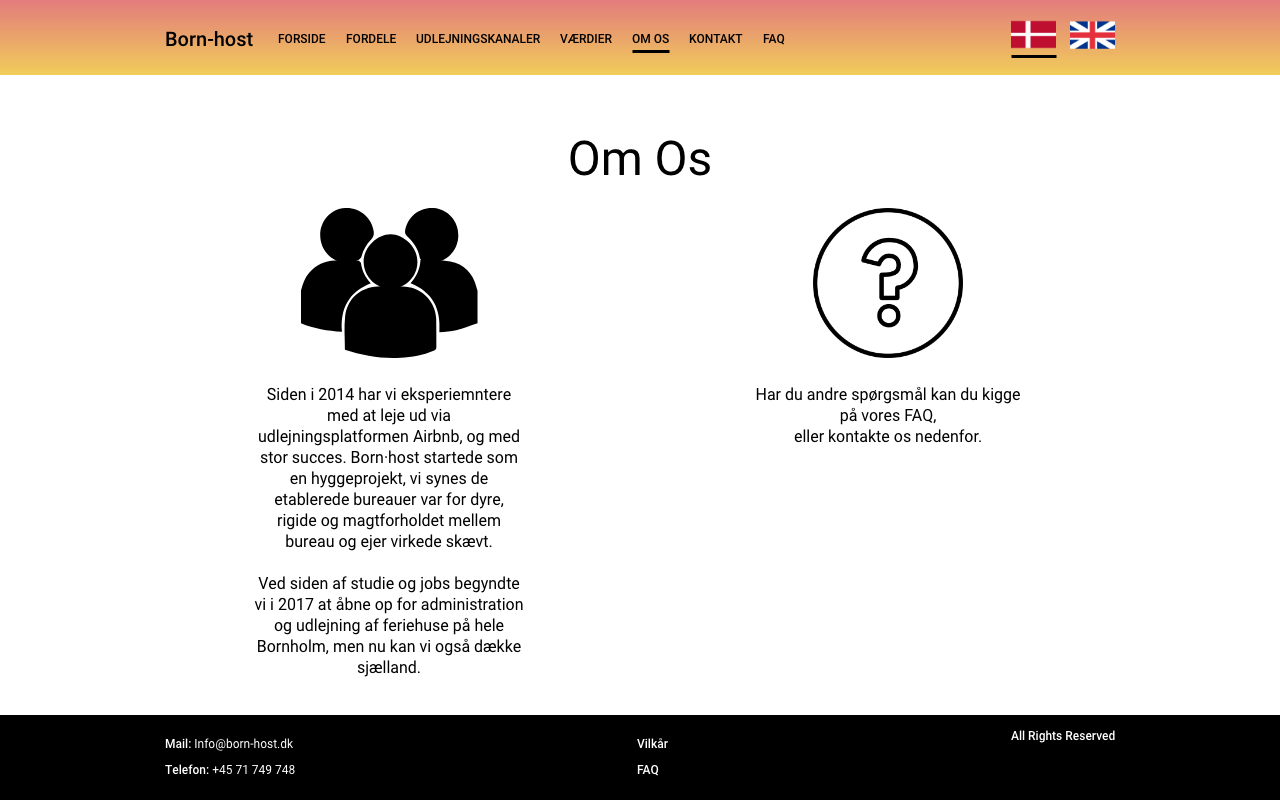 Born-host FORSIDE FORDELE UDLEJNINGSKANALER VÆRDIER OM OS KONTAKT FAQ
Om Os
Siden i 2014 har vi eksperiemntere
med at leje ud via
udlejningsplatformen Airbnb, og med
stor succes. Born·host startede som
en hyggeprojekt, vi synes de
etablerede bureauer var for dyre,
rigide og magtforholdet mellem
bureau og ejer virkede skævt.
Ved siden af studie og jobs begyndte
vi i 2017 at åbne op for administration
og udlejning af feriehuse på hele
Bornholm, men nu kan vi også dække
sjælland.
Har du andre spørgsmål kan du kigge
på vores FAQ,
eller kontakte os nedenfor.
Mail: Info@born-host.dk
Telefon: +45 71 749 748
Vilkår
FAQ
All Rights Reserved